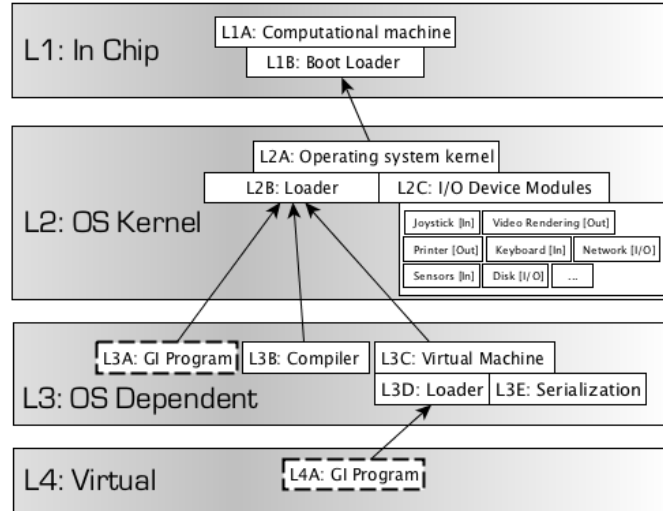 L1: In Chip
L1A: Computational machine
L1B: Boot Loader
L2: OS Kernel
L2A: Operating system kernel
L2B: Loader
L2C: I/O Device Modules
Joystick [In]
Video Rendering [Out]
Printer [Out]
Keyboard [In]
Network [I/O]
Sensors [In]
Disk [I/O]
...
L3: OS Dependent
L3A: GI Program
L3B: Compiler
L3C: Virtual Machine
L3D: Loader
L3E: Serialization
L4: Virtual
L4A: GI Program